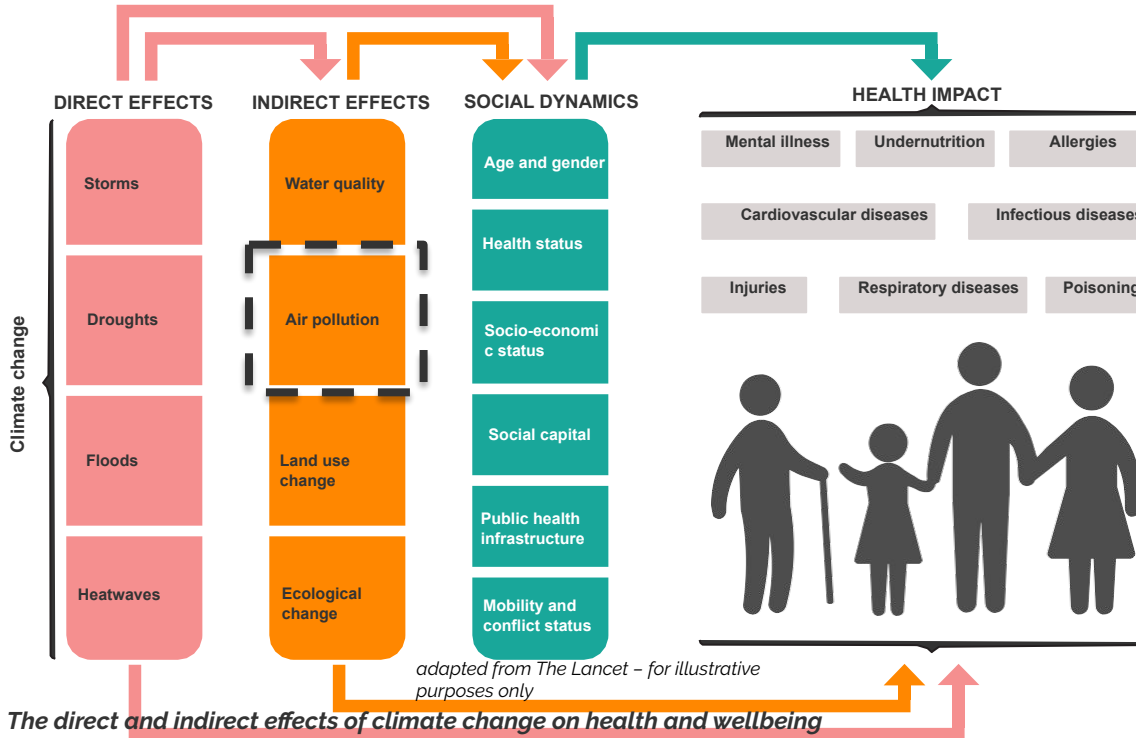 DIRECT EFFECTS
INDIRECT EFFECTS
SOCIAL DYNAMICS
HEALTH IMPACT
Climate change
Storms
Droughts
Floods
Heatwaves
Water quality
Air pollution
Land use
change
Ecological
change
Age and gender
Health status
Socio-economi
c status
Social capital
Public health
infrastructure
Mobility and
conflict status
Mental illness
Undernutrition
Allergies
Cardiovascular diseases
Infectious diseases
Injuries
Respiratory diseases
Poisoning
adapted from The Lancet – for illustrative
purposes only
The direct and indirect effects of climate change on health and wellbeing